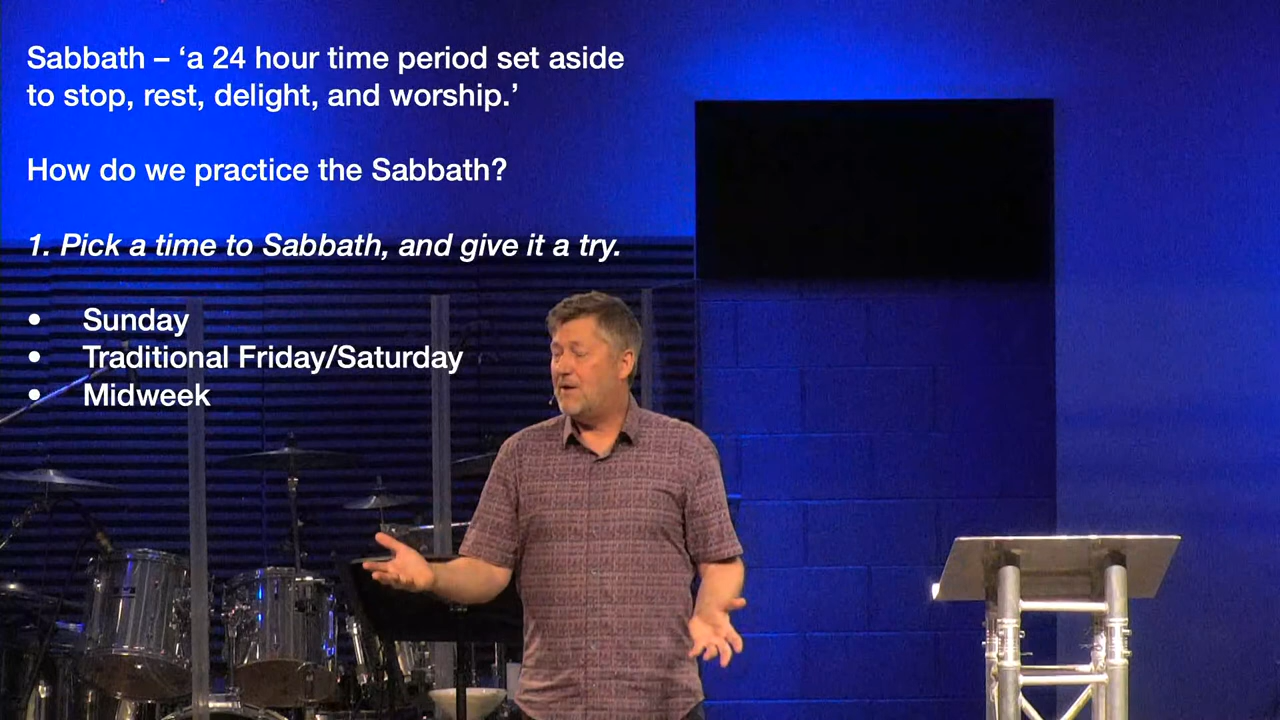 Sabbath – ‘a 24 hour time period set aside
to stop, rest, delight, and worship.’
How do we practice the Sabbath?
1. Pick a time to Sabbath, and give it a try.
• Sunday
• Traditional Friday/Saturday
• Midweek